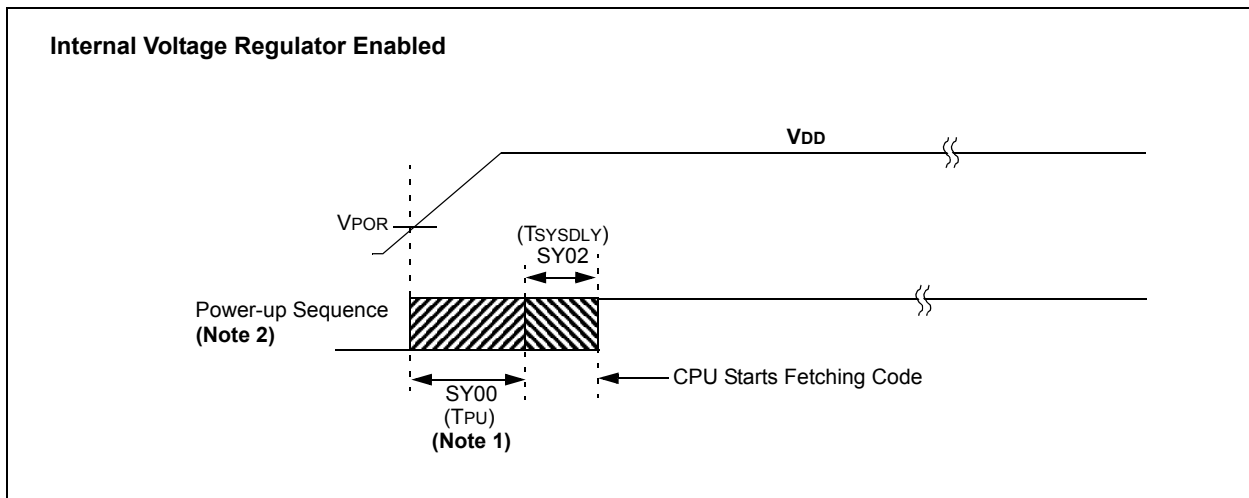 Internal Voltage Regulator Enabled
VDD
VPOR
(TSYSDLY)
SY02
Power-up Sequence
(Note 2)
CPU Starts Fetching Code
SY00
(TPU)
(Note 1)